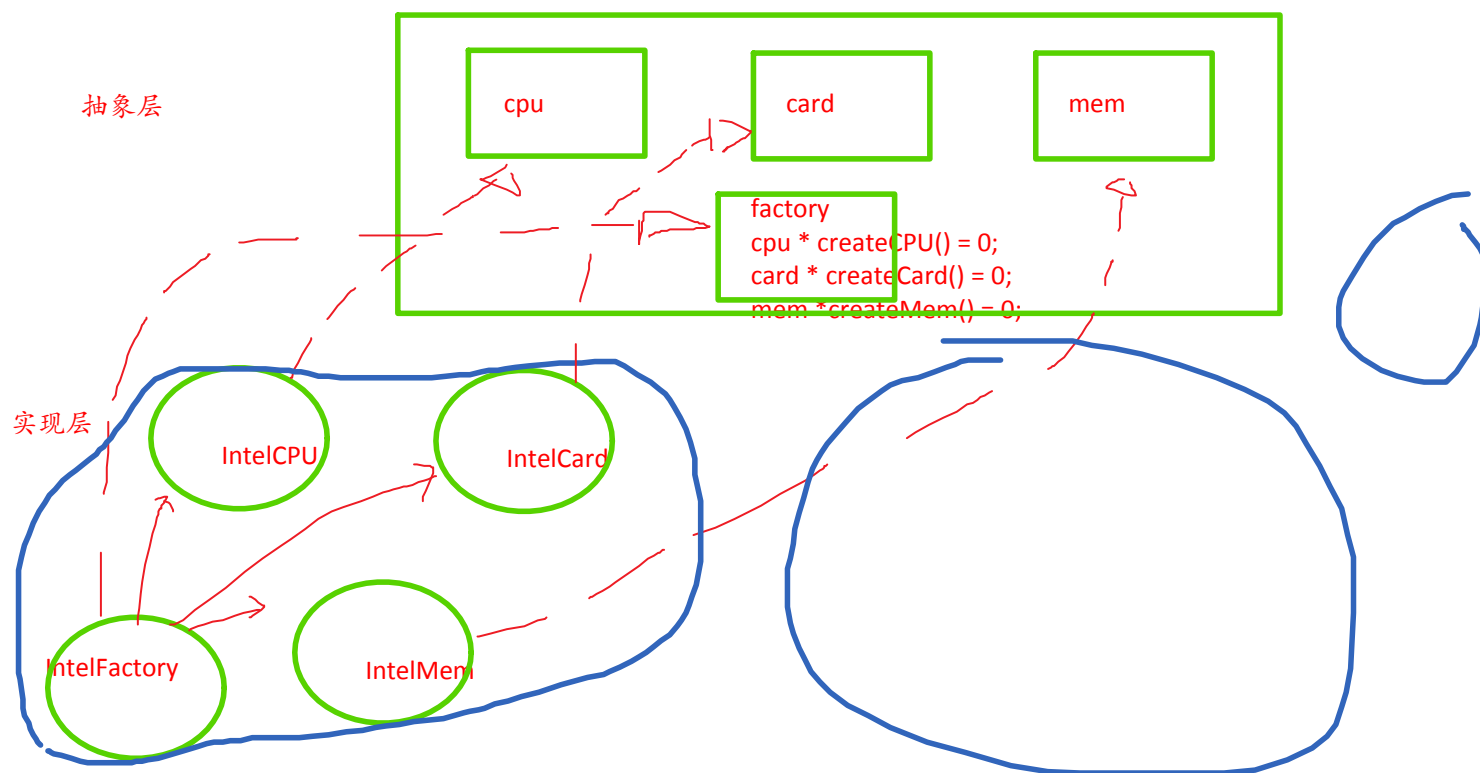 抽象层
cpu
card
mem
factory
cpu * createCPU() = 0;
card * createCard() = 0;
mem *createMem() = 0;
实现层
IntelCPU
IntelCard
IntelFactory
IntelMem